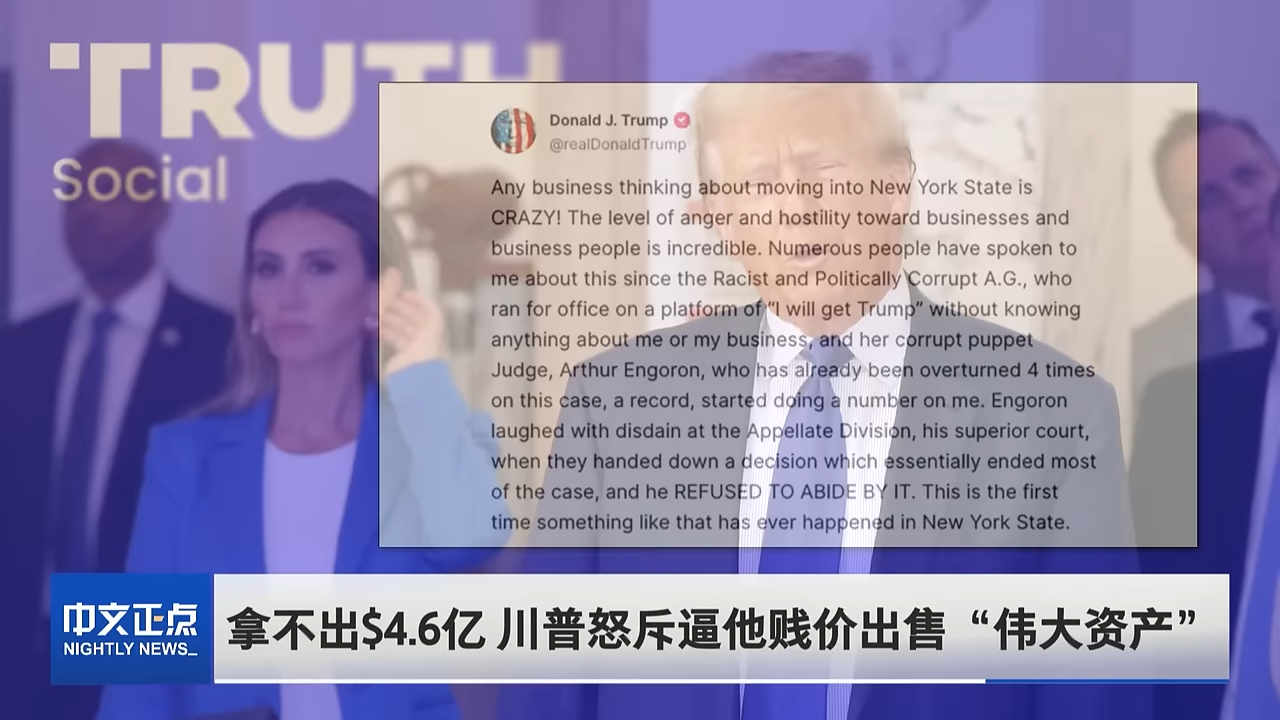 TRUTH
Social
Donald J. Trump
@realDonaldTrump
Any business thinking about moving into New York State is
CRAZY! The level of anger and hostility toward businesses and
business people is incredible. Numerous people have spoken to
me about this since the Racist and Politically Corrupt A.G., who
ran for office on a platform of “I will get Trump” without knowing
anything about me or my business, and her corrupt puppet
Judge, Arthur Engoron, who has already been overturned 4 times
on this case, a record, started doing a number on me. Engoron
laughed with disdain at the Appellate Division, his superior court,
when they handed down a decision which essentially ended most
of the case, and he REFUSED TO ABIDE BY IT. This is the first
time something like that has ever happened in New York State.
中文正点
NIGHTLY NEWS_
拿不出$4.6亿 川普怒斥逼他贱价出售“伟大资产”